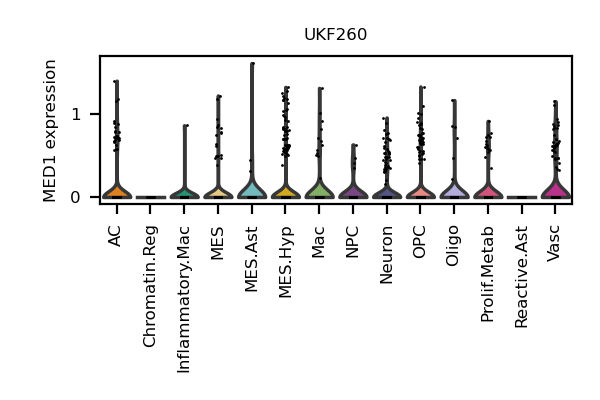 UKF260
MED1 expression
1
0
AC
Chromatin.Reg
Inflammatory.Mac
MES
MES.Ast
MES.Hyp
Mac
NPC
Neuron
OPC
Oligo
Prolif.Metab
Reactive.Ast
Vasc